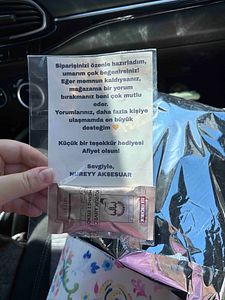 Siparişinizi özenle hazırladım,
umarım çok beğenirsiniz!
Eğer memnun kaldıysanız,
mağazama bir yorum
bırakmanız beni çok mutlu
eder.
Yorumlarınız, daha fazla kişiye
ulaşmamda en büyük
desteğim 🧡
Küçük bir teşekkür hediyesi
Afiyet olsun!
Sevgiyle,
NUREYY AKSESUAR